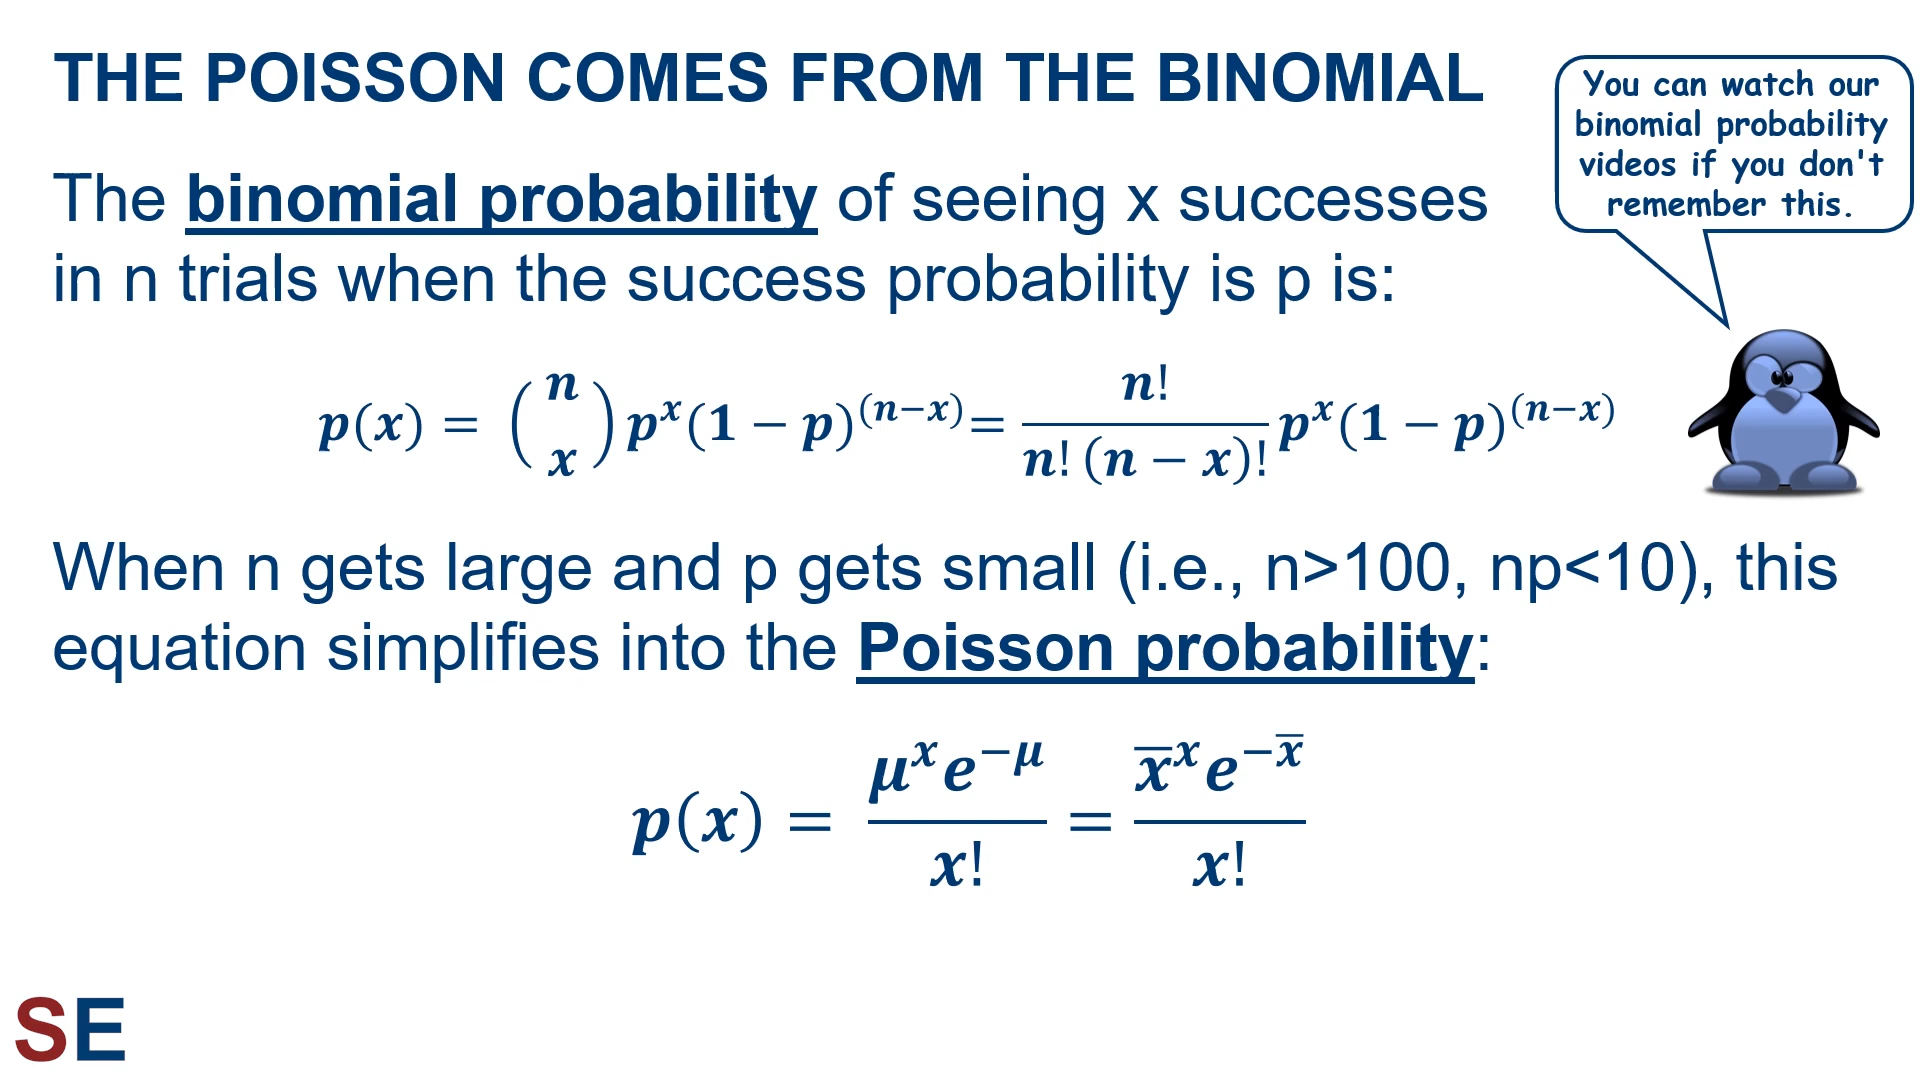 THE POISSON COMES FROM THE BINOMIAL
You can watch our
binomial probability
videos if you don't
remember this.
The binomial probability of seeing x successes
in n trials when the success probability is p is:
p(x) = (n x) p^x(1 − p)^(n−x) = n! / n! (n − x)! p^x(1 − p)^(n−x)
When n gets large and p gets small (i.e., n>100, np<10), this
equation simplifies into the Poisson probability:
p(x) = μ^x e^−μ / x! = x̅^x e^−x̅ / x!
SE